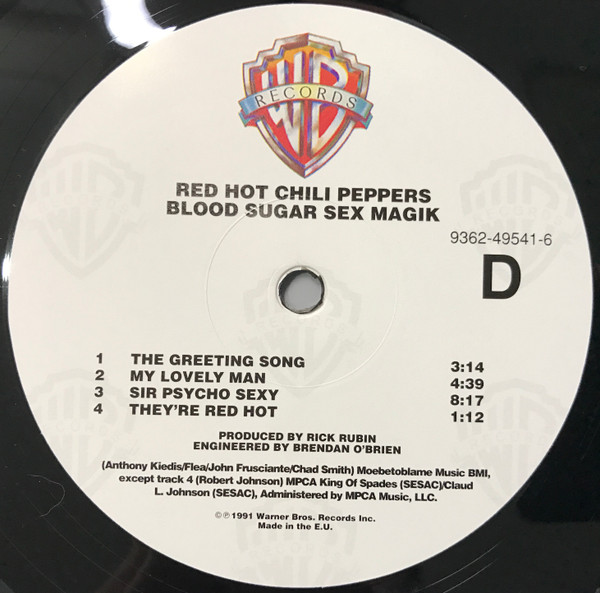 WB
RECORDS
RED HOT CHILI PEPPERS
BLOOD SUGAR SEX MAGIK
9362-49541-6
D
1 THE GREETING SONG 3:14
2 MY LOVELY MAN 4:39
3 SIR PSYCHO SEXY 8:17
4 THEY'RE RED HOT 1:12
PRODUCED BY RICK RUBIN
ENGINEERED BY BRENDAN O'BRIEN
(Anthony Kiedis/Flea/John Frusciante/Chad Smith) Moebetoblame Music BMI,
except track 4 (Robert Johnson) MPCA King Of Spades (SESAC)/Claud
L. Johnson (SESAC), Administered by MPCA Music, LLC.
©℗1991 Warner Bros. Records Inc.
Made in the E.U.